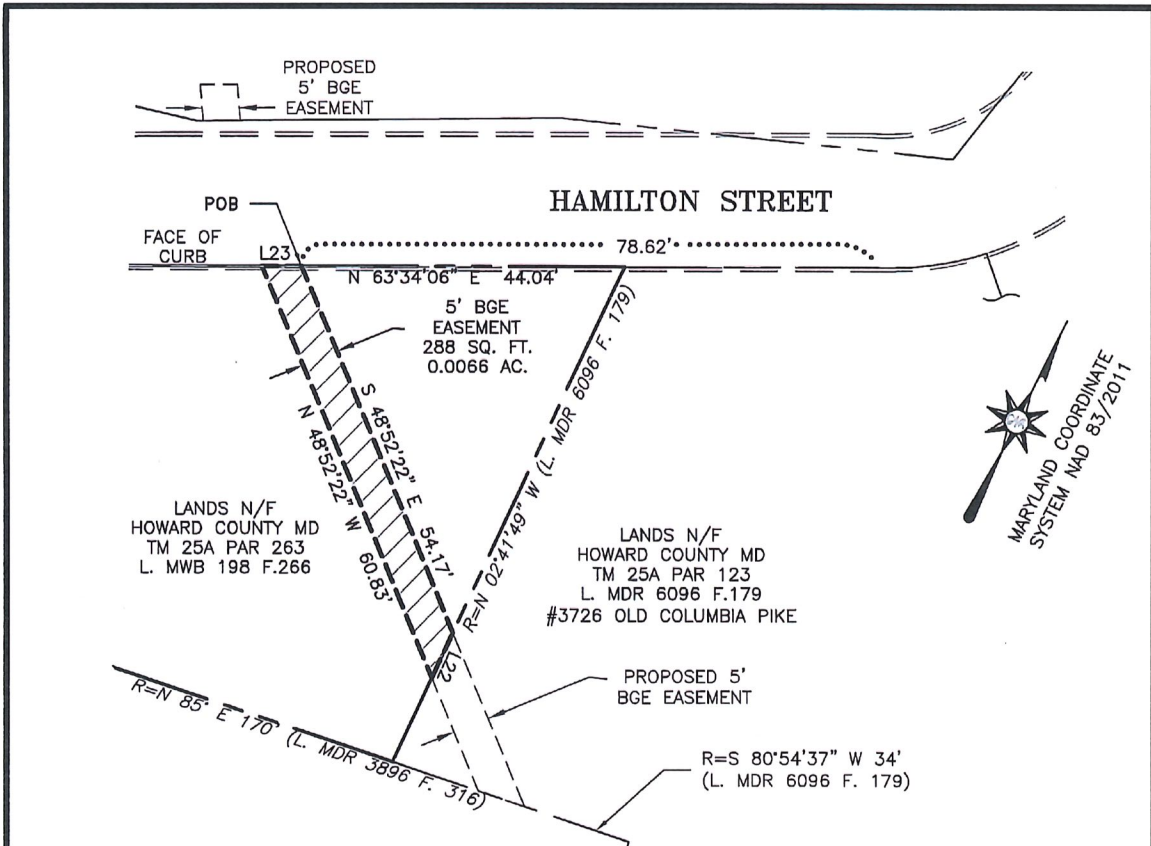 PROPOSED
5' BGE
EASEMENT
HAMILTON STREET
POB
FACE OF
CURB
L23
78.62'
N 63°34'06" E 44.04'
5' BGE
EASEMENT
288 SQ. FT.
0.0066 AC.
S 48°52'22" E 54.17'
N 48°52'22" W 60.83'
R=N 02°41'49" W (L. MDR 6096 F. 179)
MARYLAND COORDINATE
SYSTEM NAD 83/2011
LANDS N/F
HOWARD COUNTY MD
TM 25A PAR 263
L. MWB 198 F.266
LANDS N/F
HOWARD COUNTY MD
TM 25A PAR 123
L. MDR 6096 F.179
#3726 OLD COLUMBIA PIKE
L22
PROPOSED 5'
BGE EASEMENT
R=N 85° E 170' (L. MDR 3896 F. 316)
R=S 80°54'37" W 34'
(L. MDR 6096 F. 179)